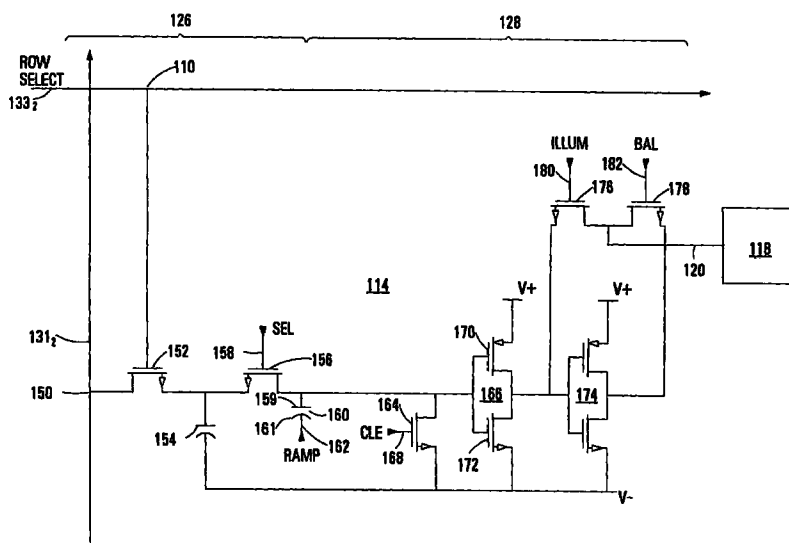 126
128
ROW
SELECT
110
133₂
ILLUM
BAL
180
176
182
178
118
120
114
V+
V+
131₂
SEL
170
152
158
156
150
159
160
164
166
174
154
161
162
CLE
168
172
RAMP
V-